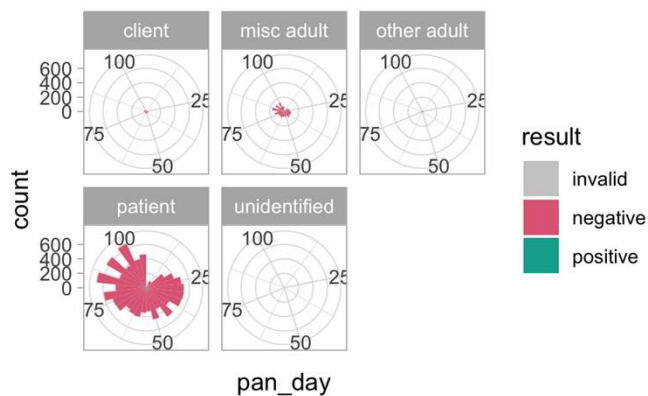 client
misc adult
other adult
600
400
200
0
100
25
50
75
100
25
50
75
100
25
50
75
patient
unidentified
600
400
200
0
100
25
50
75
100
25
50
75
count
pan_day
result
invalid
negative
positive